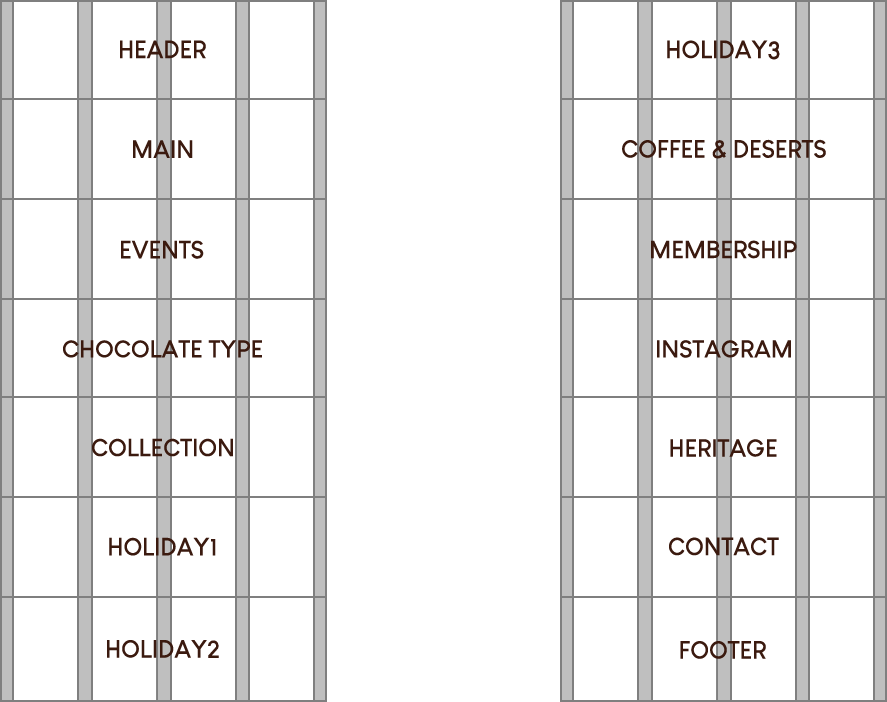 HEADER
MAIN
EVENTS
CHOCOLATE TYPE
COLLECTION
HOLIDAY1
HOLIDAY2
HOLIDAY3
COFFEE & DESERTS
MEMBERSHIP
INSTAGRAM
HERITAGE
CONTACT
FOOTER